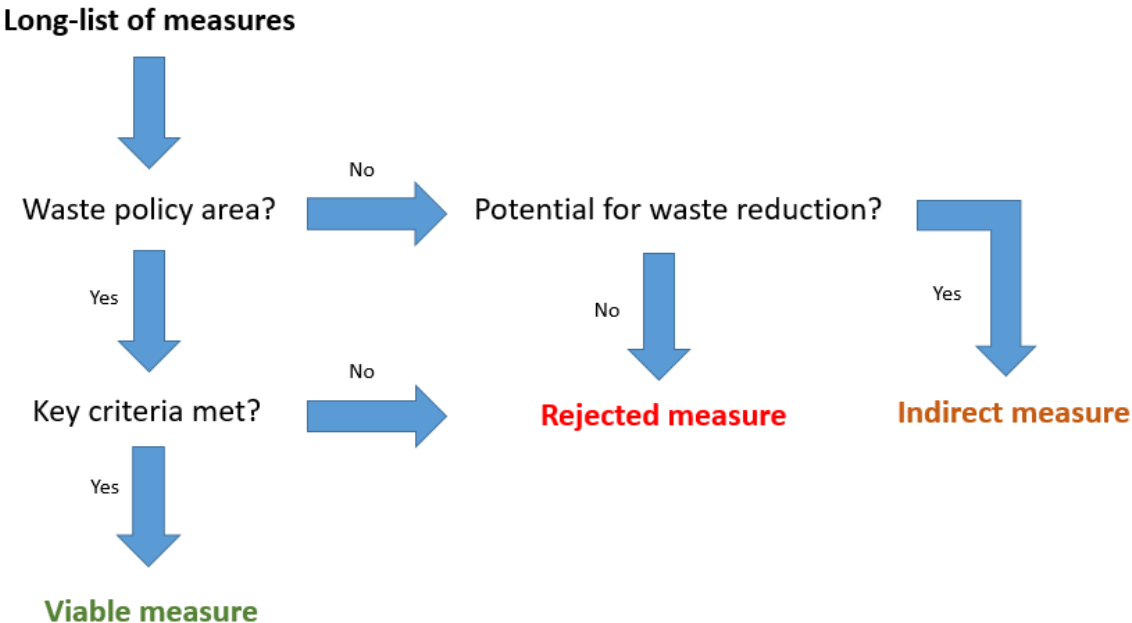 Long-list of measures
No
Waste policy area?
Potential for waste reduction?
Yes
No
Yes
No
Key criteria met?
Rejected measure
Indirect measure
Yes
Viable measure